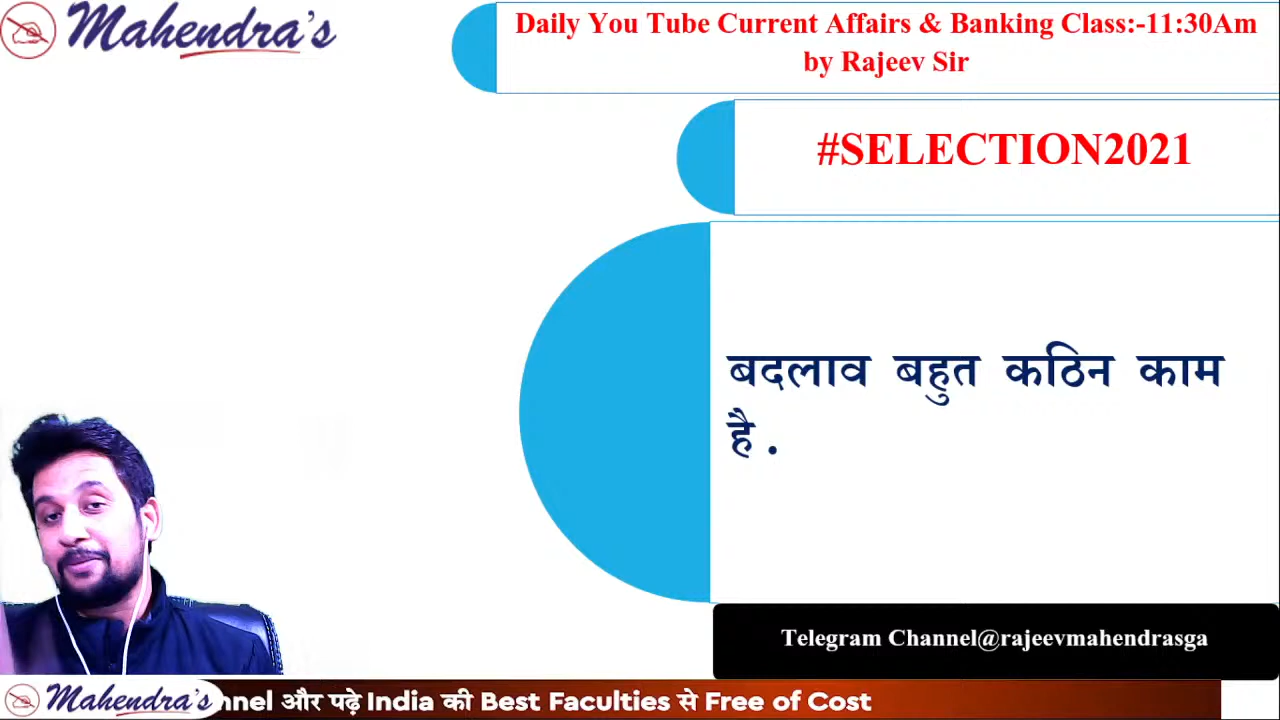 Mahendra's
Daily You Tube Current Affairs & Banking Class:-11:30Am
by Rajeev Sir
#SELECTION2021
बदलाव बहुत कठिन काम
है .
Telegram Channel@rajeevmahendrasga
Mahendra's
nnel और पढ़े India की Best Faculties से Free of Cost